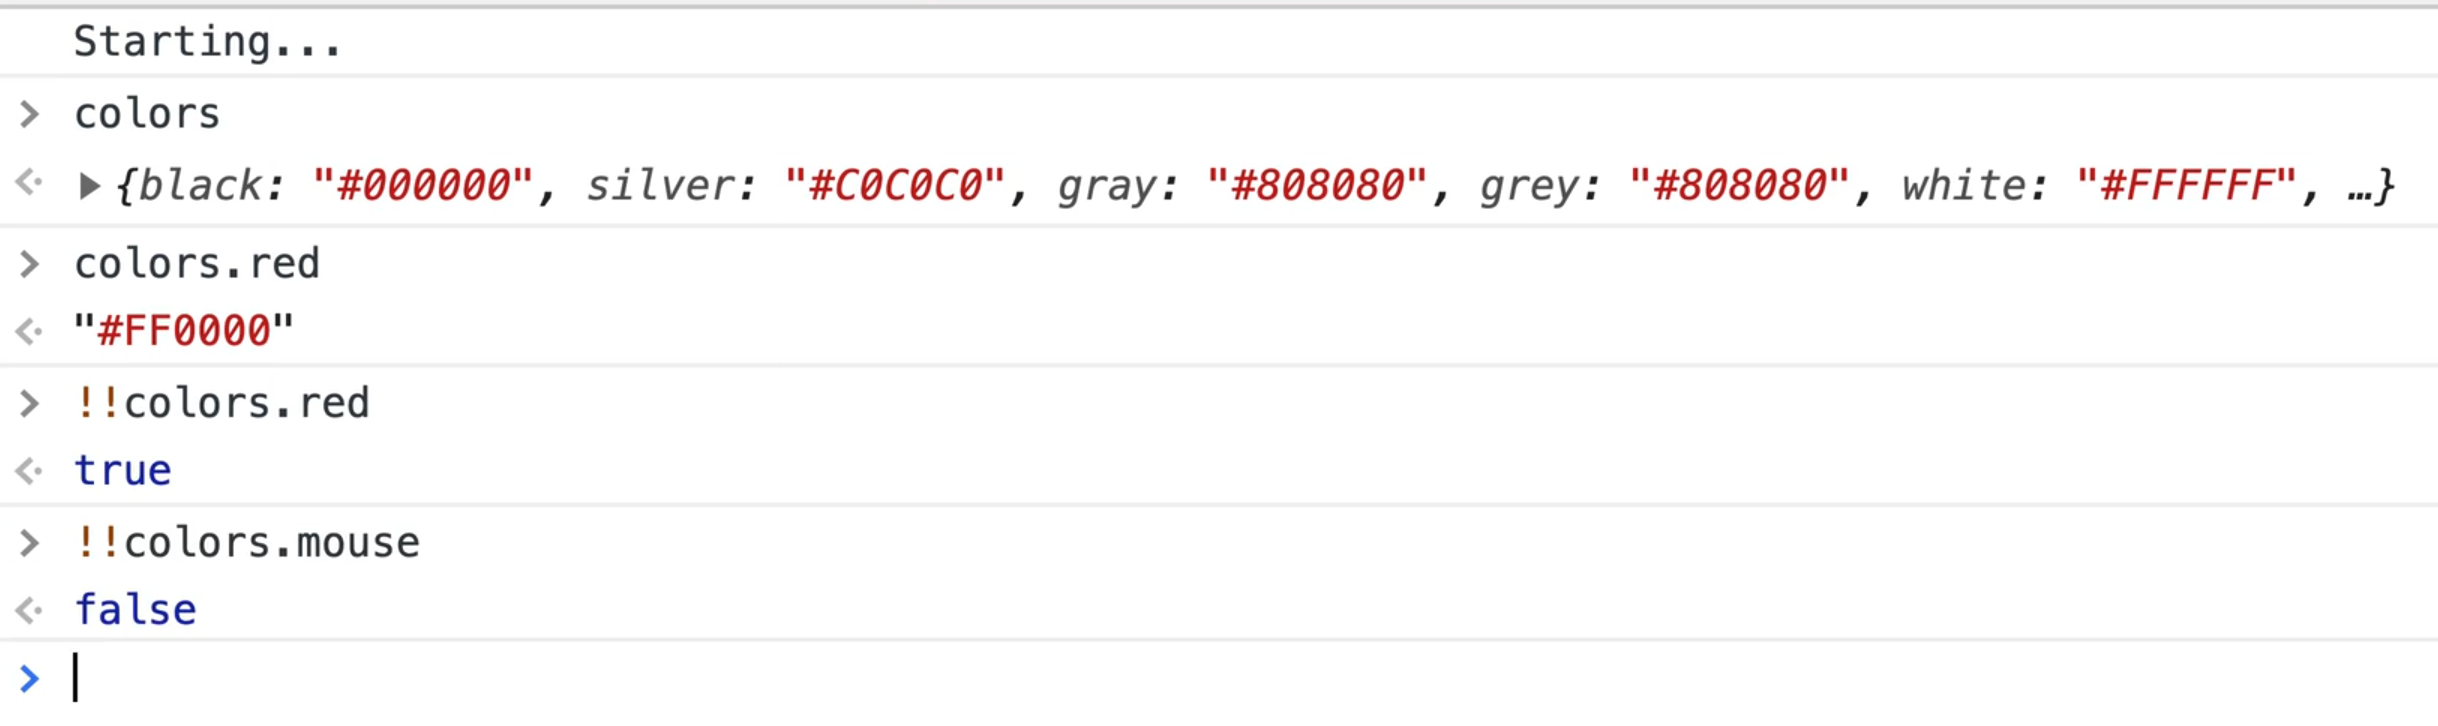 Starting...
> colors
<· ▶ {black: "#000000", silver: "#C0C0C0", gray: "#808080", grey: "#808080", white: "#FFFFFF", …}
> colors.red
<· "#FF0000"
> !!colors.red
<· true
> !!colors.mouse
<· false
>